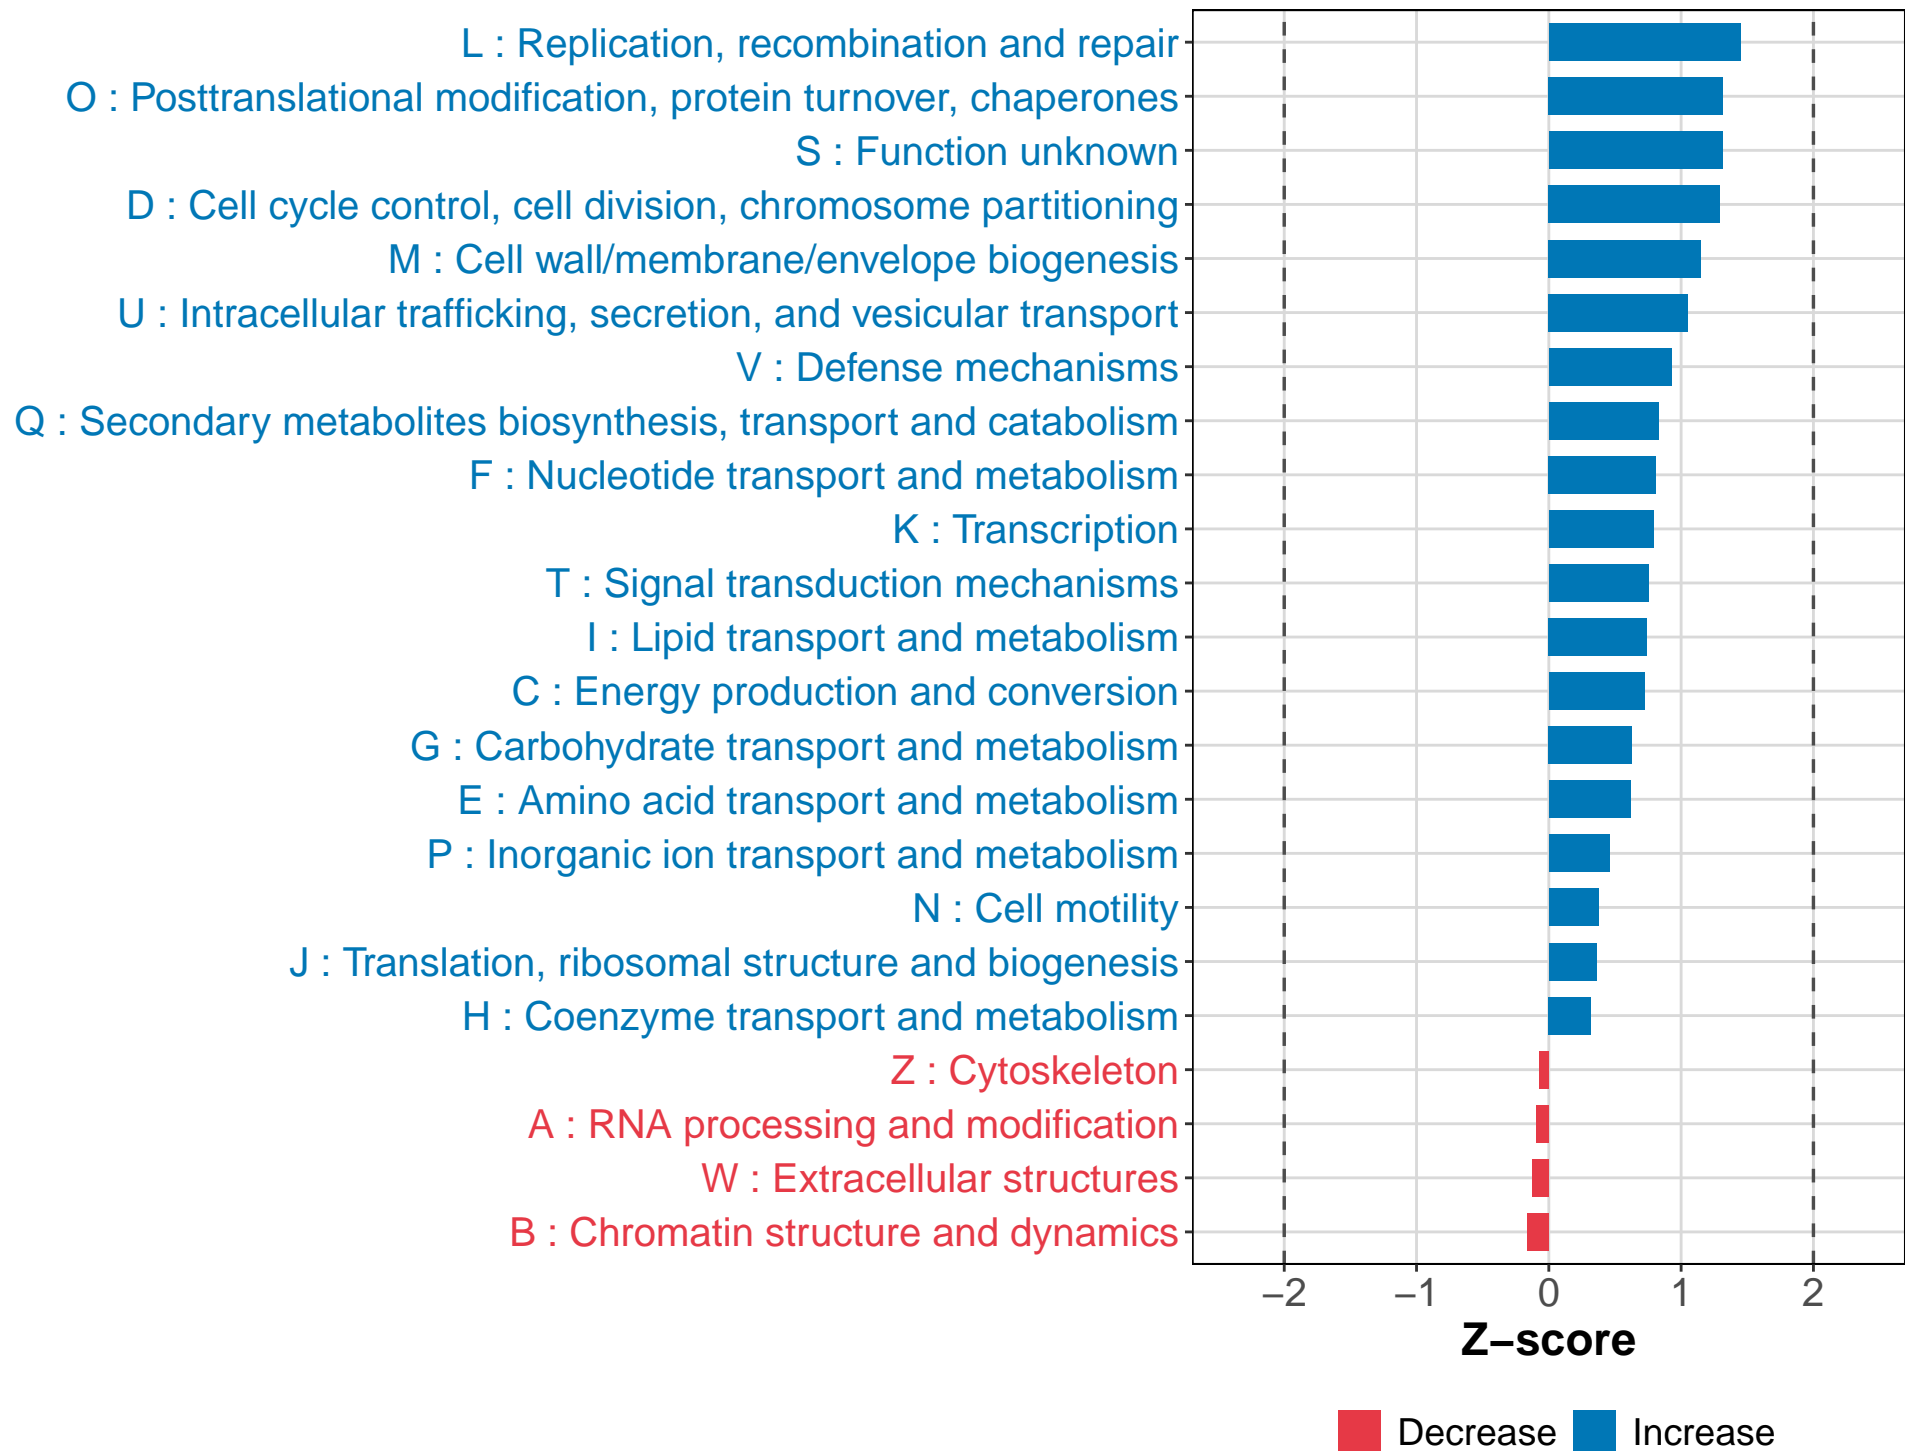 L : Replication, recombination and repair
O : Posttranslational modification, protein turnover, chaperones
S : Function unknown
D : Cell cycle control, cell division, chromosome partitioning
M : Cell wall/membrane/envelope biogenesis
U : Intracellular trafficking, secretion, and vesicular transport
V : Defense mechanisms
Q : Secondary metabolites biosynthesis, transport and catabolism
F : Nucleotide transport and metabolism
K : Transcription
T : Signal transduction mechanisms
I : Lipid transport and metabolism
C : Energy production and conversion
G : Carbohydrate transport and metabolism
E : Amino acid transport and metabolism
P : Inorganic ion transport and metabolism
N : Cell motility
J : Translation, ribosomal structure and biogenesis
H : Coenzyme transport and metabolism
Z : Cytoskeleton
A : RNA processing and modification
W : Extracellular structures
B : Chromatin structure and dynamics
−2 −1 0 1 2
Z−score
Decrease Increase